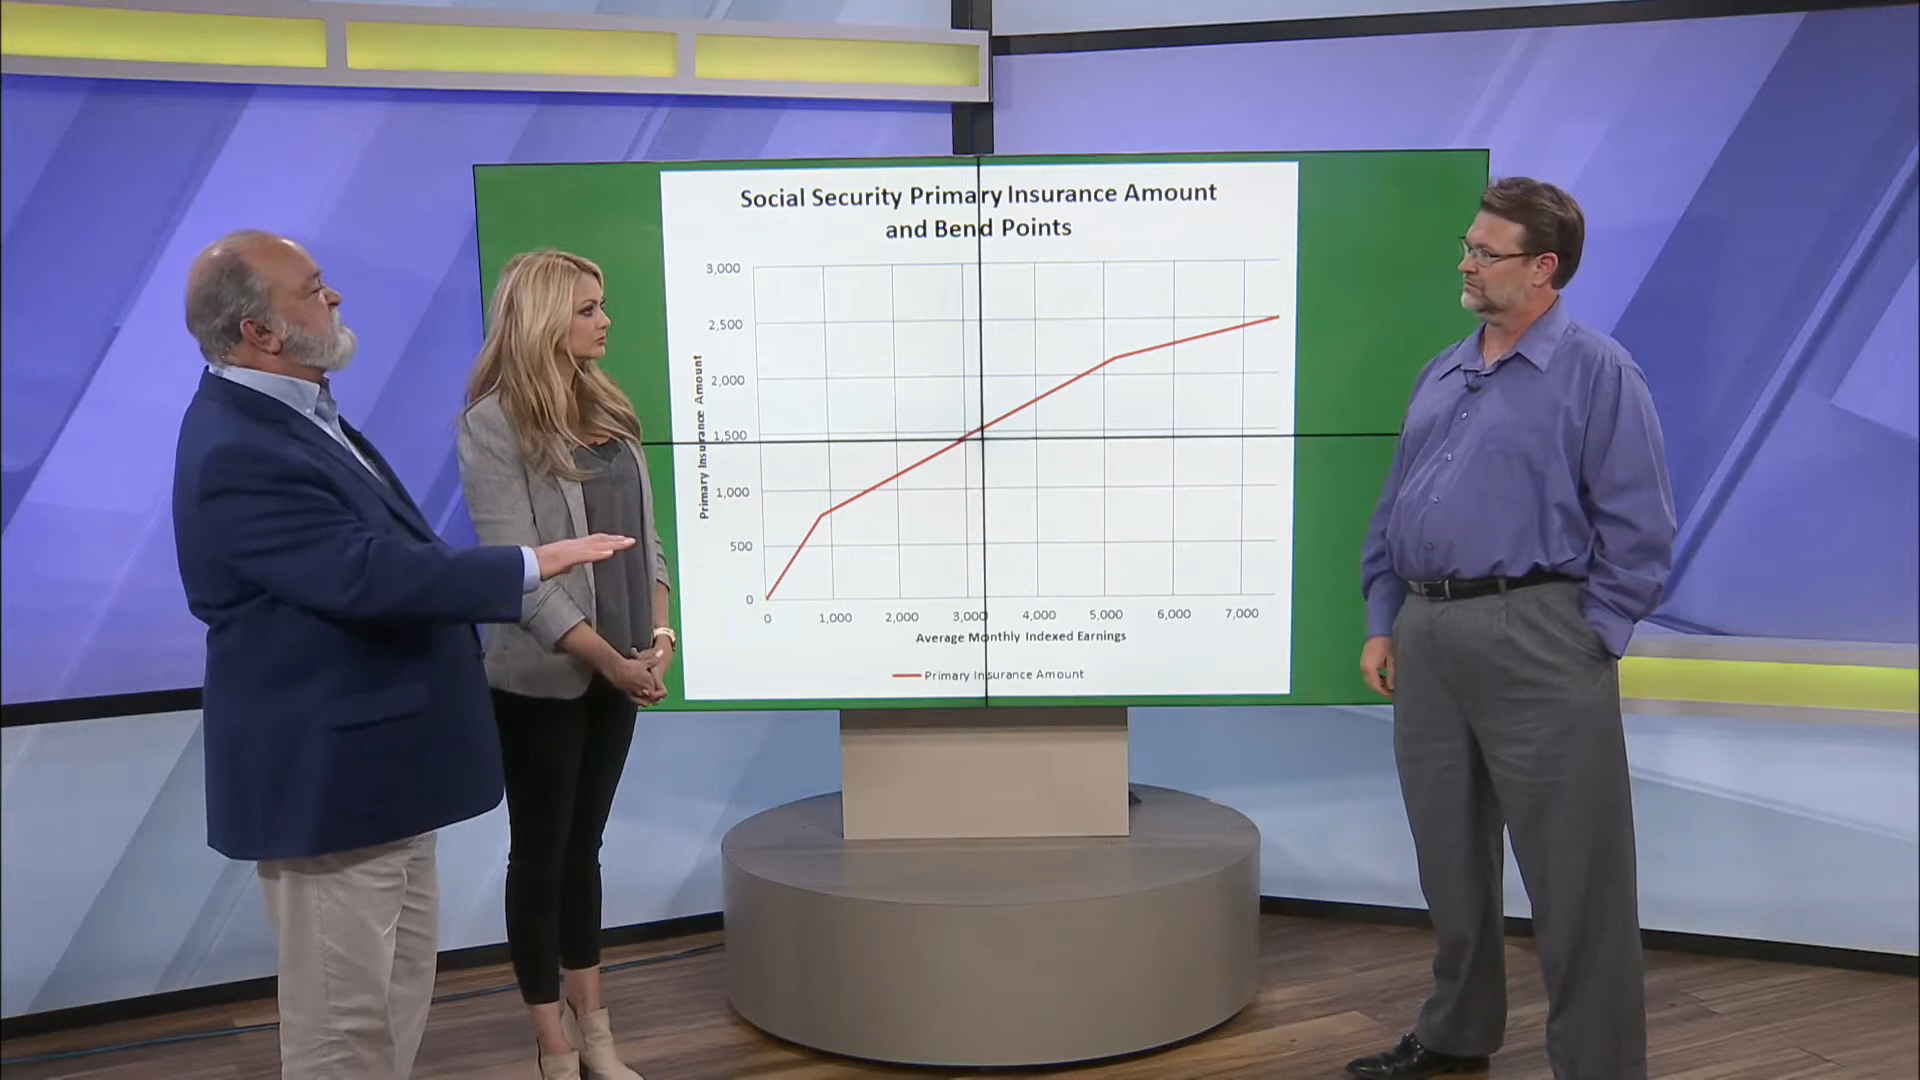 Social Security Primary Insurance Amount
and Bend Points
3,000
2,500
2,000
1,500
1,000
500
0
Primary Insurance Amount
0 1,000 2,000 3,000 4,000 5,000 6,000 7,000
Average Monthly Indexed Earnings
Primary Insurance Amount